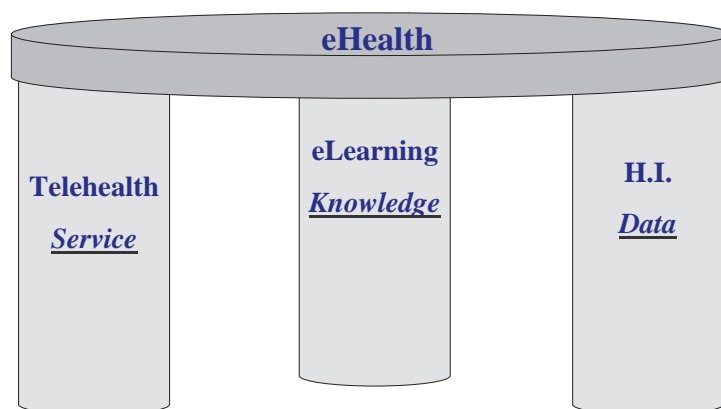 eHealth
Telehealth
Service
eLearning
Knowledge
H.I.
Data